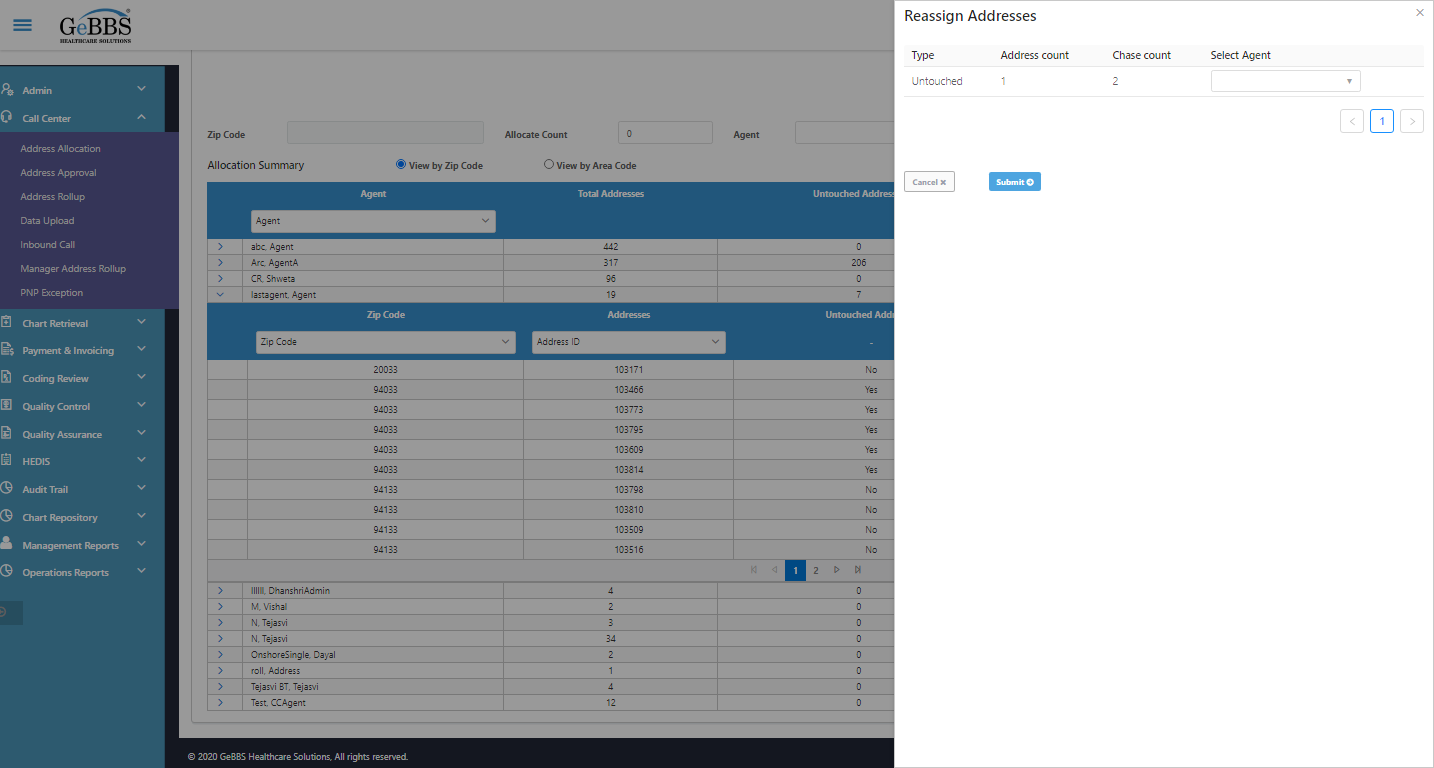 GeBBS
HEALTHCARE SOLUTIONS
Admin
Call Center
Address Allocation
Address Approval
Address Rollup
Data Upload
Inbound Call
Manager Address Rollup
PNP Exception
Chart Retrieval
Payment & Invoicing
Coding Review
Quality Control
Quality Assurance
HEDIS
Audit Trail
Chart Repository
Management Reports
Operations Reports
Zip Code Allocate Count 0 Agent
Allocation Summary View by Zip Code View by Area Code
Agent Total Addresses Untouched Address
Agent
abc, Agent 442 0
Arc, AgentA 317 206
CR, Shweta 96 0
lastagent, Agent 19 7
Zip Code Addresses Untouched Addr
Zip Code Address ID -
20033 103171 No
94033 103466 Yes
94033 103773 Yes
94033 103795 Yes
94033 103609 Yes
94033 103814 Yes
94133 103798 No
94133 103810 No
94133 103509 No
94133 103516 No
1 2
DhanshriAdmin 4 0
M, Vishal 2 0
N, Tejasvi 3 0
N, Tejasvi 34 0
OnshoreSingle, Dayal 2 0
roll, Address 1 0
Tejasvi BT, Tejasvi 4 0
Test, CCAgent 12 0
© 2020 GeBBS Healthcare Solutions, All rights reserved.
Reassign Addresses
Type Address count Chase count Select Agent
Untouched 1 2
1
Cancel Submit